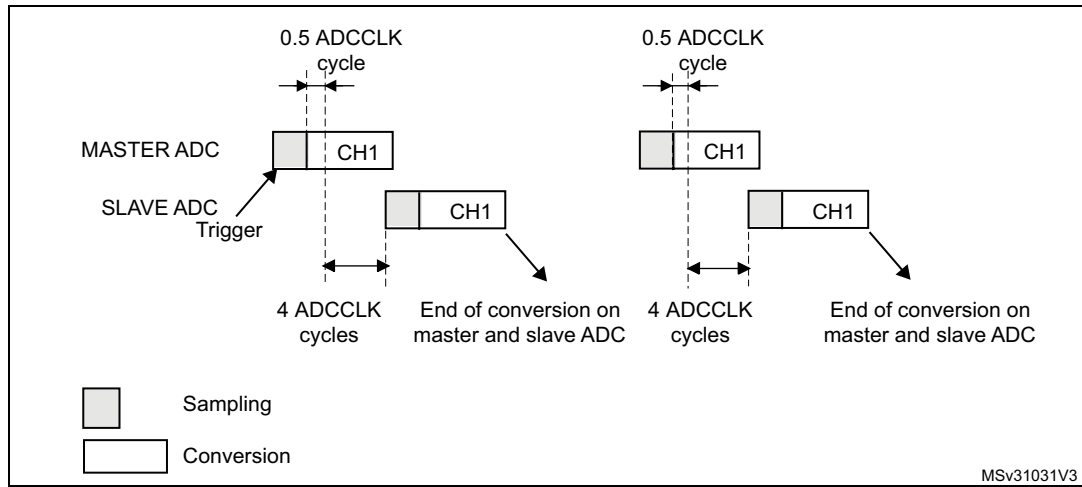 0.5 ADCCLK
cycle
0.5 ADCCLK
cycle
MASTER ADC
CH1
CH1
SLAVE ADC
CH1
CH1
Trigger
4 ADCCLK
cycles
End of conversion on
master and slave ADC
4 ADCCLK
cycles
End of conversion on
master and slave ADC
Sampling
Conversion
MSv31031V3